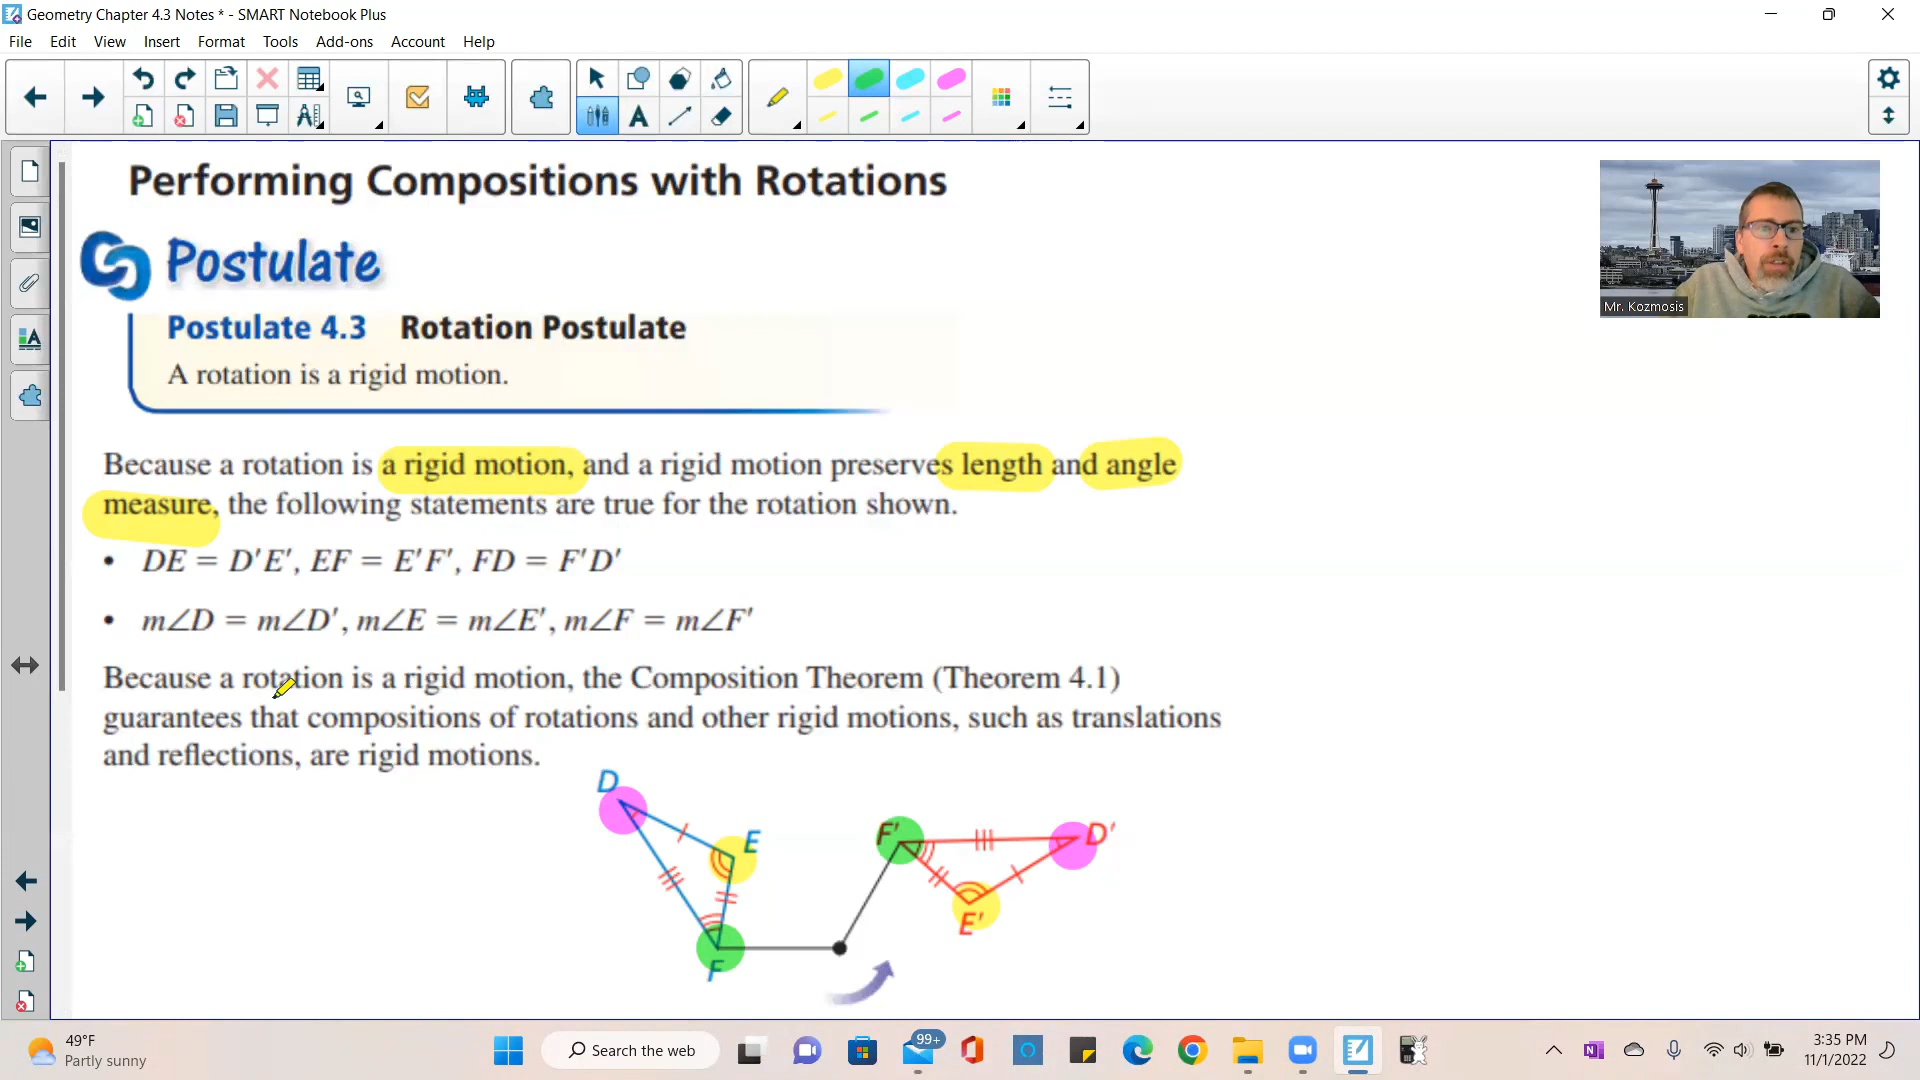 Geometry Chapter 4.3 Notes * - SMART Notebook Plus
File Edit View Insert Format Tools Add-ons Account Help
Performing Compositions with Rotations
Postulate
Postulate 4.3 Rotation Postulate
A rotation is a rigid motion.
Mr. Kozmosis
Because a rotation is a rigid motion, and a rigid motion preserves length and angle
measure, the following statements are true for the rotation shown.
• DE = D′E′, EF = E′F′, FD = F′D′
• m∠D = m∠D′, m∠E = m∠E′, m∠F = m∠F′
Because a rotation is a rigid motion, the Composition Theorem (Theorem 4.1)
guarantees that compositions of rotations and other rigid motions, such as translations
and reflections, are rigid motions.
D
E
F
F′
D′
E′
49°F
Partly sunny
Search the web
99+
3:35 PM
11/1/2022